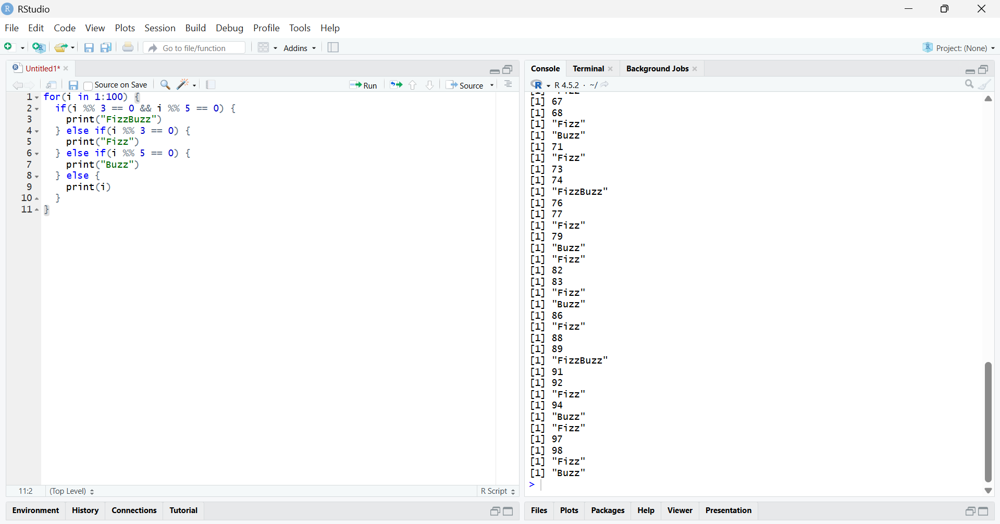 RStudio
File Edit Code View Plots Session Build Debug Profile Tools Help
Go to file/function Addins Project: (None)
Untitled1*
Source on Save Run Source
1 for(i in 1:100) {
2   if(i %% 3 == 0 && i %% 5 == 0) {
3     print("FizzBuzz")
4   } else if(i %% 3 == 0) {
5     print("Fizz")
6   } else if(i %% 5 == 0) {
7     print("Buzz")
8   } else {
9     print(i)
10   }
11 }
11:2 (Top Level) R Script
Environment History Connections Tutorial
Console Terminal Background Jobs
R 4.5.2 · ~/
[1] 67
[1] 68
[1] "Fizz"
[1] "Buzz"
[1] 71
[1] "Fizz"
[1] 73
[1] 74
[1] "FizzBuzz"
[1] 76
[1] 77
[1] "Fizz"
[1] 79
[1] "Buzz"
[1] "Fizz"
[1] 82
[1] 83
[1] "Fizz"
[1] "Buzz"
[1] 86
[1] "Fizz"
[1] 88
[1] 89
[1] "FizzBuzz"
[1] 91
[1] 92
[1] "Fizz"
[1] 94
[1] "Buzz"
[1] "Fizz"
[1] 97
[1] 98
[1] "Fizz"
[1] "Buzz"
>
Files Plots Packages Help Viewer Presentation